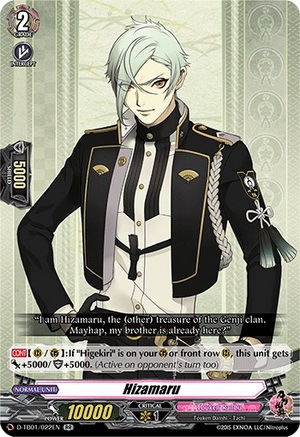 2
INTERCEPT
5000
SHIELD
"I am Hizamaru, the (other) treasure of the Genji clan.
Mayhap, my brother is already here?"
CONT [ / ]: If "Higekiri" is on your or front row , this unit gets
+5000/ +5000. (Active on opponent's turn too)
NORMAL UNIT
Hizamaru
D-TB01/022EN RR
POWER 10000
CRITICAL
1
Touken Danshi - Tachi
©2015 EXNOA LLC/Nitroplus